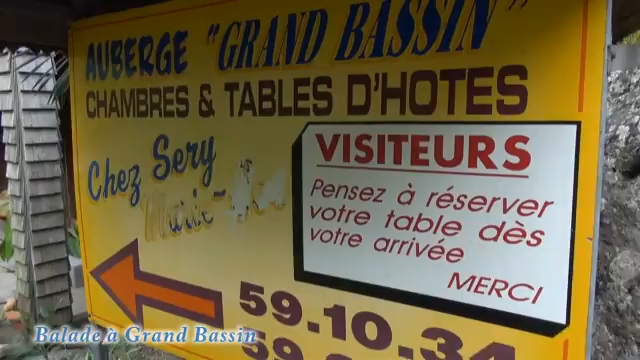 AUBERGE "GRAND BASSIN"
CHAMBRES & TABLES D'HOTES
Chez Sery
Marie-
VISITEURS
Pensez à réserver
votre table dès
votre arrivée
MERCI
59.10.34
Balade à Grand Bassin